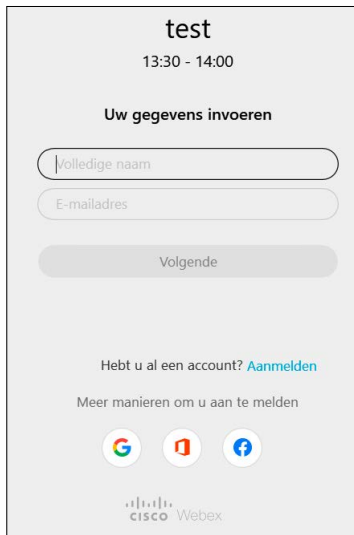 test
13:30 - 14:00
Uw gegevens invoeren
Volledige naam
E-mailadres
Volgende
Hebt u al een account? Aanmelden
Meer manieren om u aan te melden
CISCO Webex